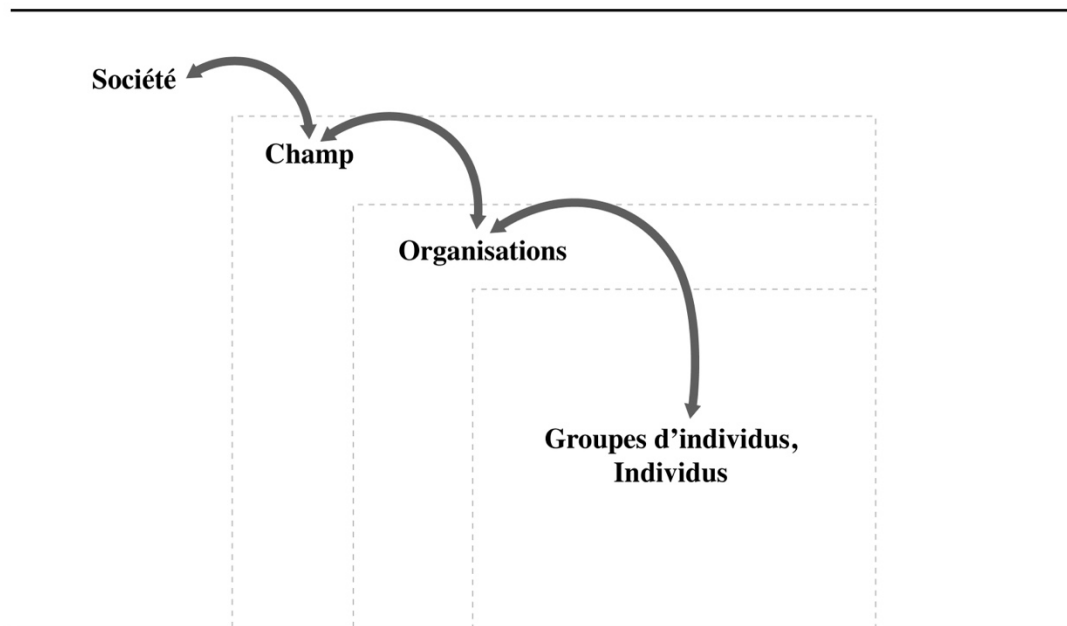 Société
Champ
Organisations
Groupes d’individus,
Individus